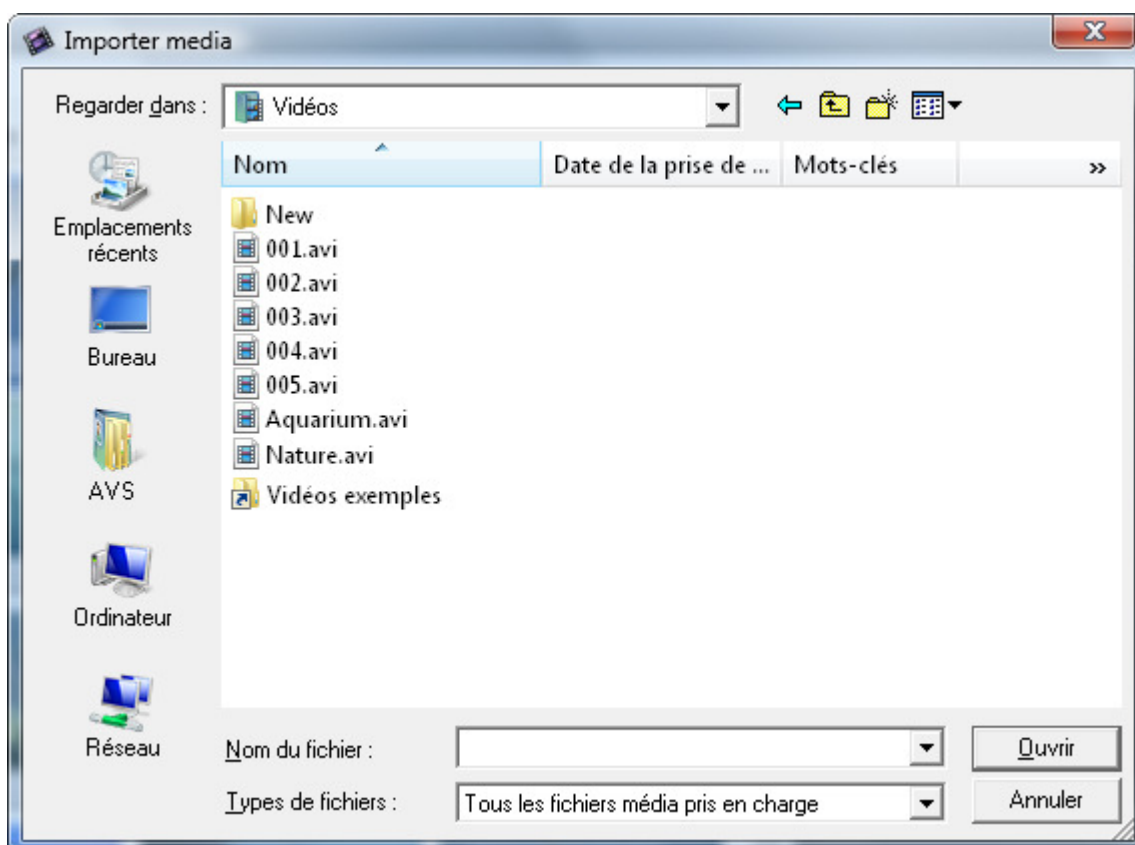 Importer media
Regarder dans :
Vidéos
Nom
Date de la prise de ...
Mots-clés
Emplacements
récents
Bureau
AVS
Ordinateur
Réseau
New
001.avi
002.avi
003.avi
004.avi
005.avi
Aquarium.avi
Nature.avi
Vidéos exemples
Nom du fichier :
Ouvrir
Types de fichiers :
Tous les fichiers média pris en charge
Annuler